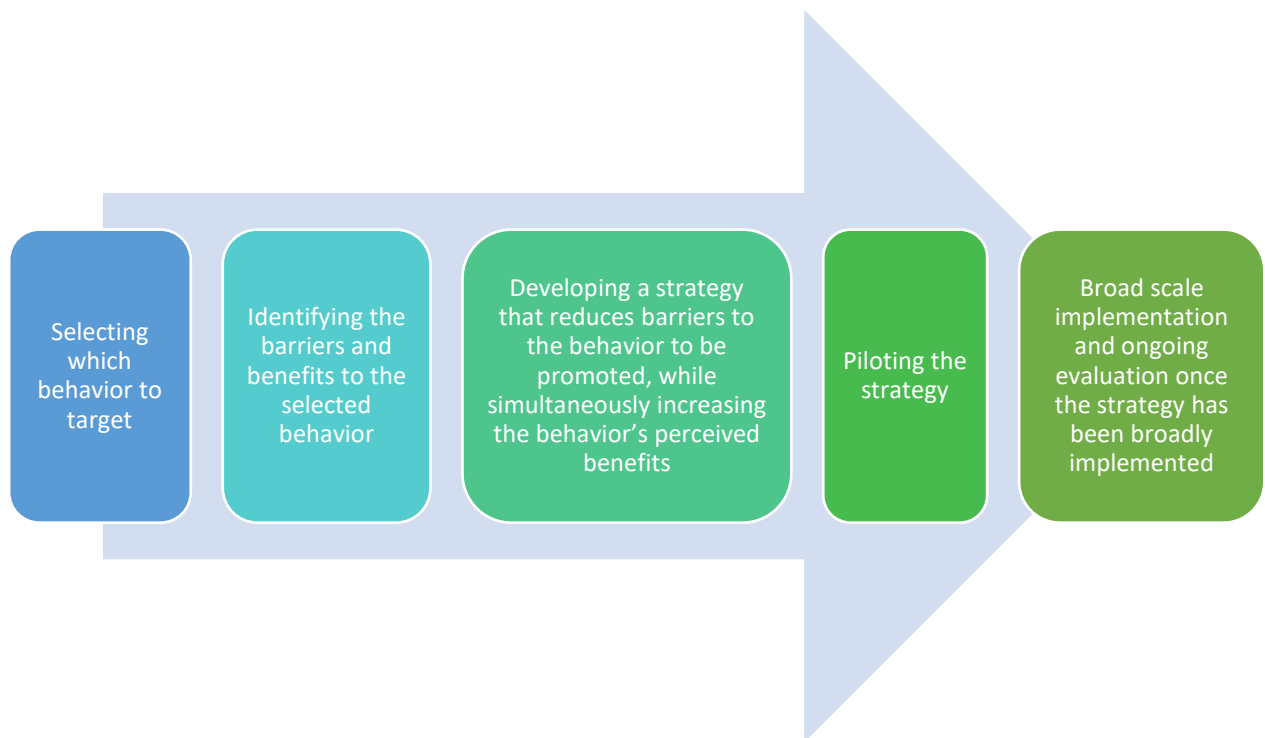 Selecting
which
behavior to
target
Identifying the
barriers and
benefits to the
selected
behavior
Developing a strategy
that reduces barriers to
the behavior to be
promoted, while
simultaneously increasing
the behavior’s perceived
benefits
Piloting the
strategy
Broad scale
implementation
and ongoing
evaluation once
the strategy has
been broadly
implemented